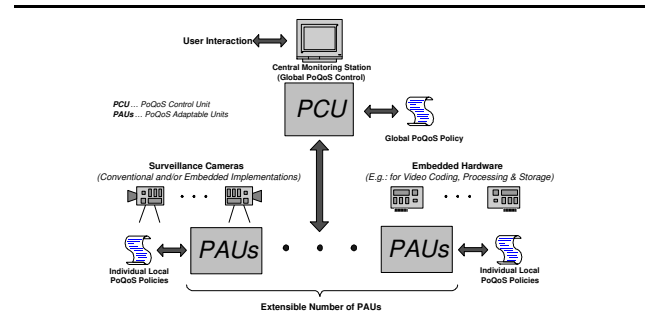 User Interaction
Central Monitoring Station
(Global PoQoS Control)
PCU ... PoQoS Control Unit
PAUs ... PoQoS Adaptable Units
PCU
Global PoQoS Policy
Surveillance Cameras
(Conventional and/or Embedded Implementations)
Embedded Hardware
(E.g.: for Video Coding, Processing & Storage)
PAUs
PAUs
Individual Local
PoQoS Policies
Individual Local
PoQoS Policies
Extensible Number of PAUs